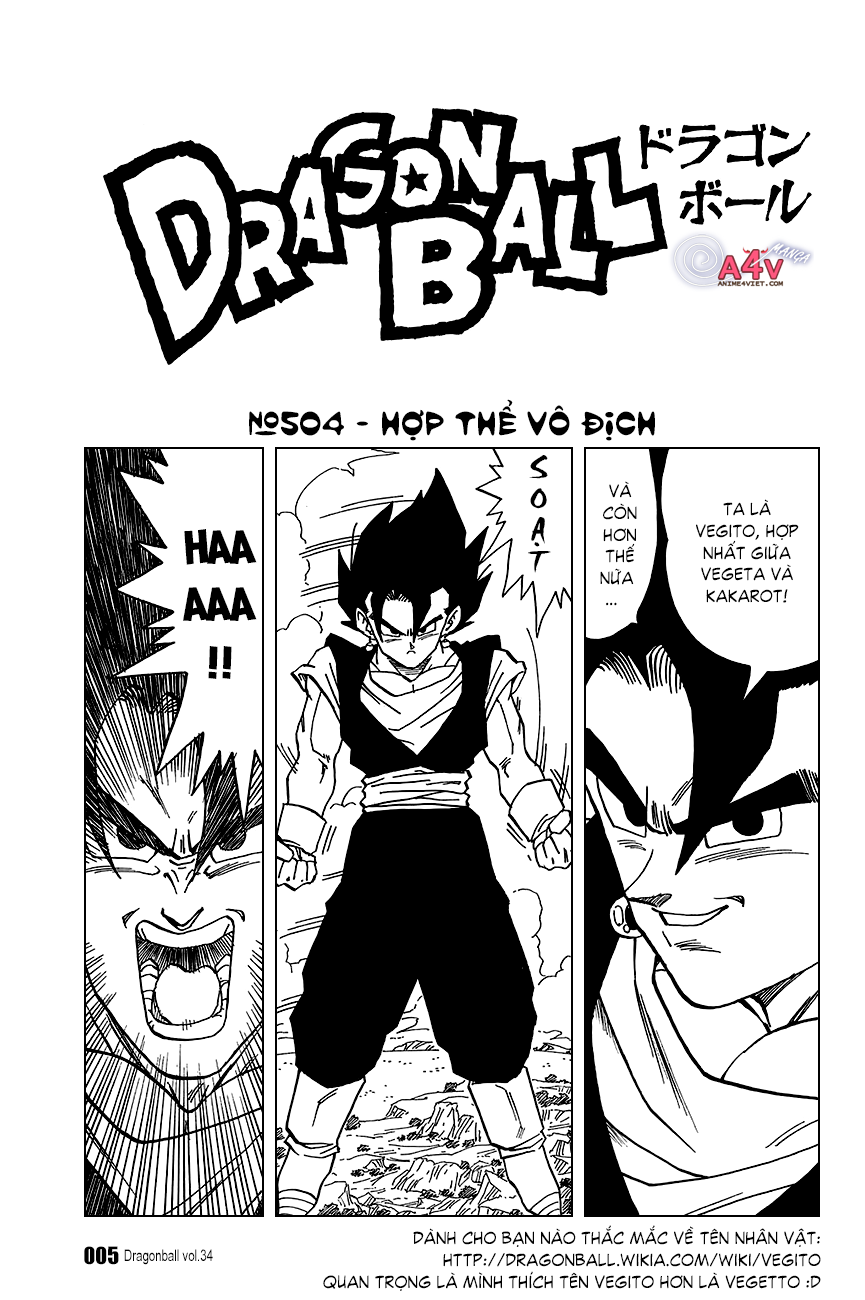 DRAGON BALL
ドラゴン
ボール
A4V MANGA
ANIME4VIET.COM
Nº504 - HỢP THỂ VÔ ĐỊCH
TA LÀ
VEGITO, HỢP
NHẤT GIỮA
VEGETA VÀ
KAKAROT!
VÀ
CÒN
HƠN
THẾ
NỮA
...
SOẠT
HAA
AAA
!!
005 Dragonball vol.34
DÀNH CHO BẠN NÀO THẮC MẮC VỀ TÊN NHÂN VẬT:
HTTP://DRAGONBALL.WIKIA.COM/WIKI/VEGITO
QUAN TRỌNG LÀ MÌNH THÍCH TÊN VEGITO HƠN LÀ VEGETTO :D